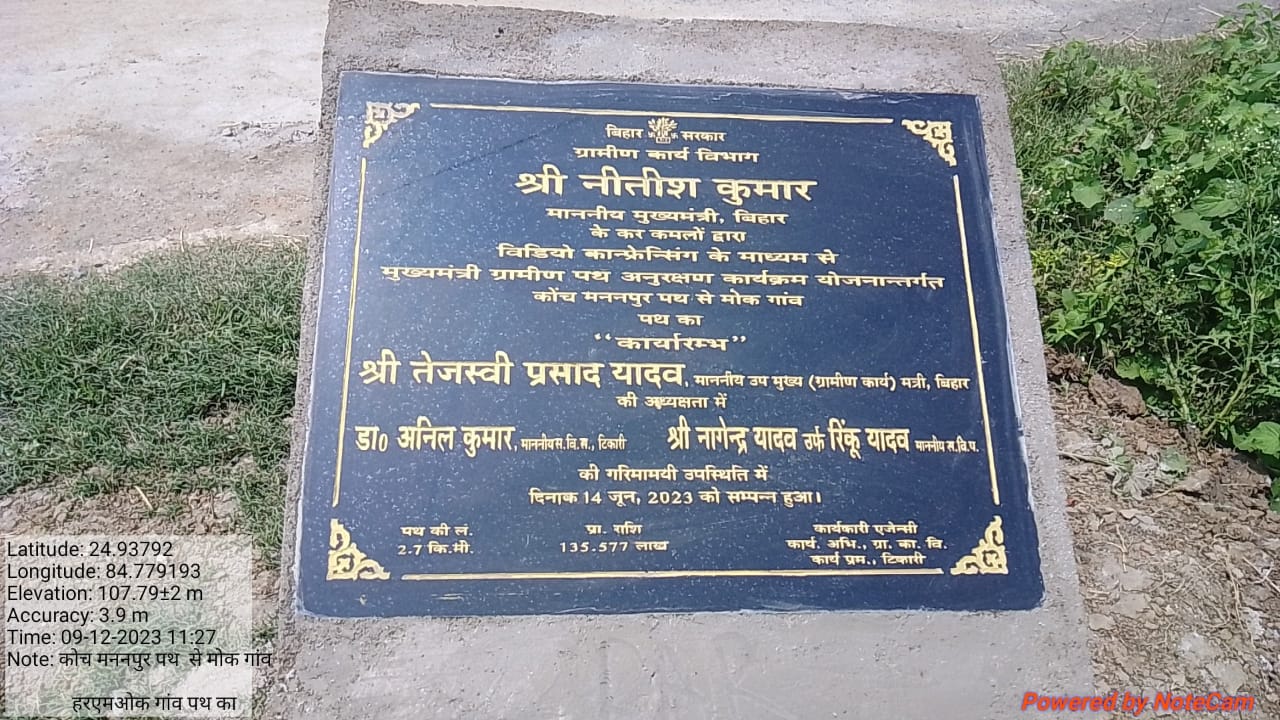 बिहार सरकार
ग्रामीण कार्य विभाग
श्री नीतीश कुमार
माननीय मुख्यमंत्री, बिहार
के कर कमलों द्वारा
विडियो कान्फ्रेन्सिंग के माध्यम से
मुख्यमंत्री ग्रामीण पथ अनुरक्षण कार्यक्रम योजनान्तर्गत
कोंच मननपुर पथ से मोक गांव
पथ का
“कार्यारम्भ”
श्री तेजस्वी प्रसाद यादव, माननीय उप मुख्य (ग्रामीण कार्य) मंत्री, बिहार
की अध्यक्षता में
डा० अनिल कुमार, माननीय स.वि.स., टिकारी श्री नागेन्द्र यादव उर्फ रिंकू यादव माननीय स.वि.प.
की गरिमामयी उपस्थिति में
दिनांक 14 जून, 2023 को सम्पन्न हुआ।
पथ की लं. प्रा. राशि कार्यकारी एजेन्सी
2.7 कि.मी. 135.577 लाख कार्य. अभि., ग्रा. का. वि.
कार्य प्रम., टिकारी
Latitude: 24.93792
Longitude: 84.779193
Elevation: 107.79±2 m
Accuracy: 3.9 m
Time: 09-12-2023 11:27
Note: कोच मननपुर पथ से मोक गांव
हरएमओक गांव पथ का
Powered by NoteCam